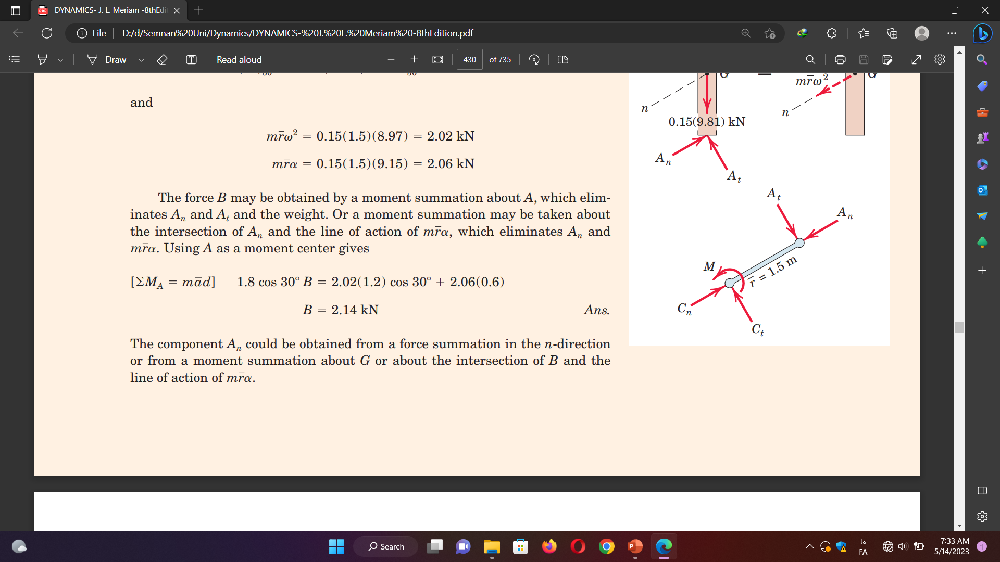 DYNAMICS- J. L. Meriam -8thEdi
File
D:/d/Semnan%20Uni/Dynamics/DYNAMICS-%20J.%20L.%20Meriam%20-8thEdition.pdf
Draw
Read aloud
430 of 735
and
mr̄ω² = 0.15(1.5)(8.97) = 2.02 kN
mr̄α = 0.15(1.5)(9.15) = 2.06 kN
The force B may be obtained by a moment summation about A, which elim-
inates Aₙ and Aₜ and the weight. Or a moment summation may be taken about
the intersection of Aₙ and the line of action of mr̄α, which eliminates Aₙ and
mr̄α. Using A as a moment center gives
[ΣM_A = mād] 1.8 cos 30° B = 2.02(1.2) cos 30° + 2.06(0.6)
B = 2.14 kN Ans.
The component Aₙ could be obtained from a force summation in the n-direction
or from a moment summation about G or about the intersection of B and the
line of action of mr̄α.
G
mr̄ω²
G
n
n
0.15(9.81) kN
Aₙ
Aₜ
Aₜ
Aₙ
M
r̄ = 1.5 m
Cₙ
Cₜ
Search
فا
FA
7:33 AM
5/14/2023
1